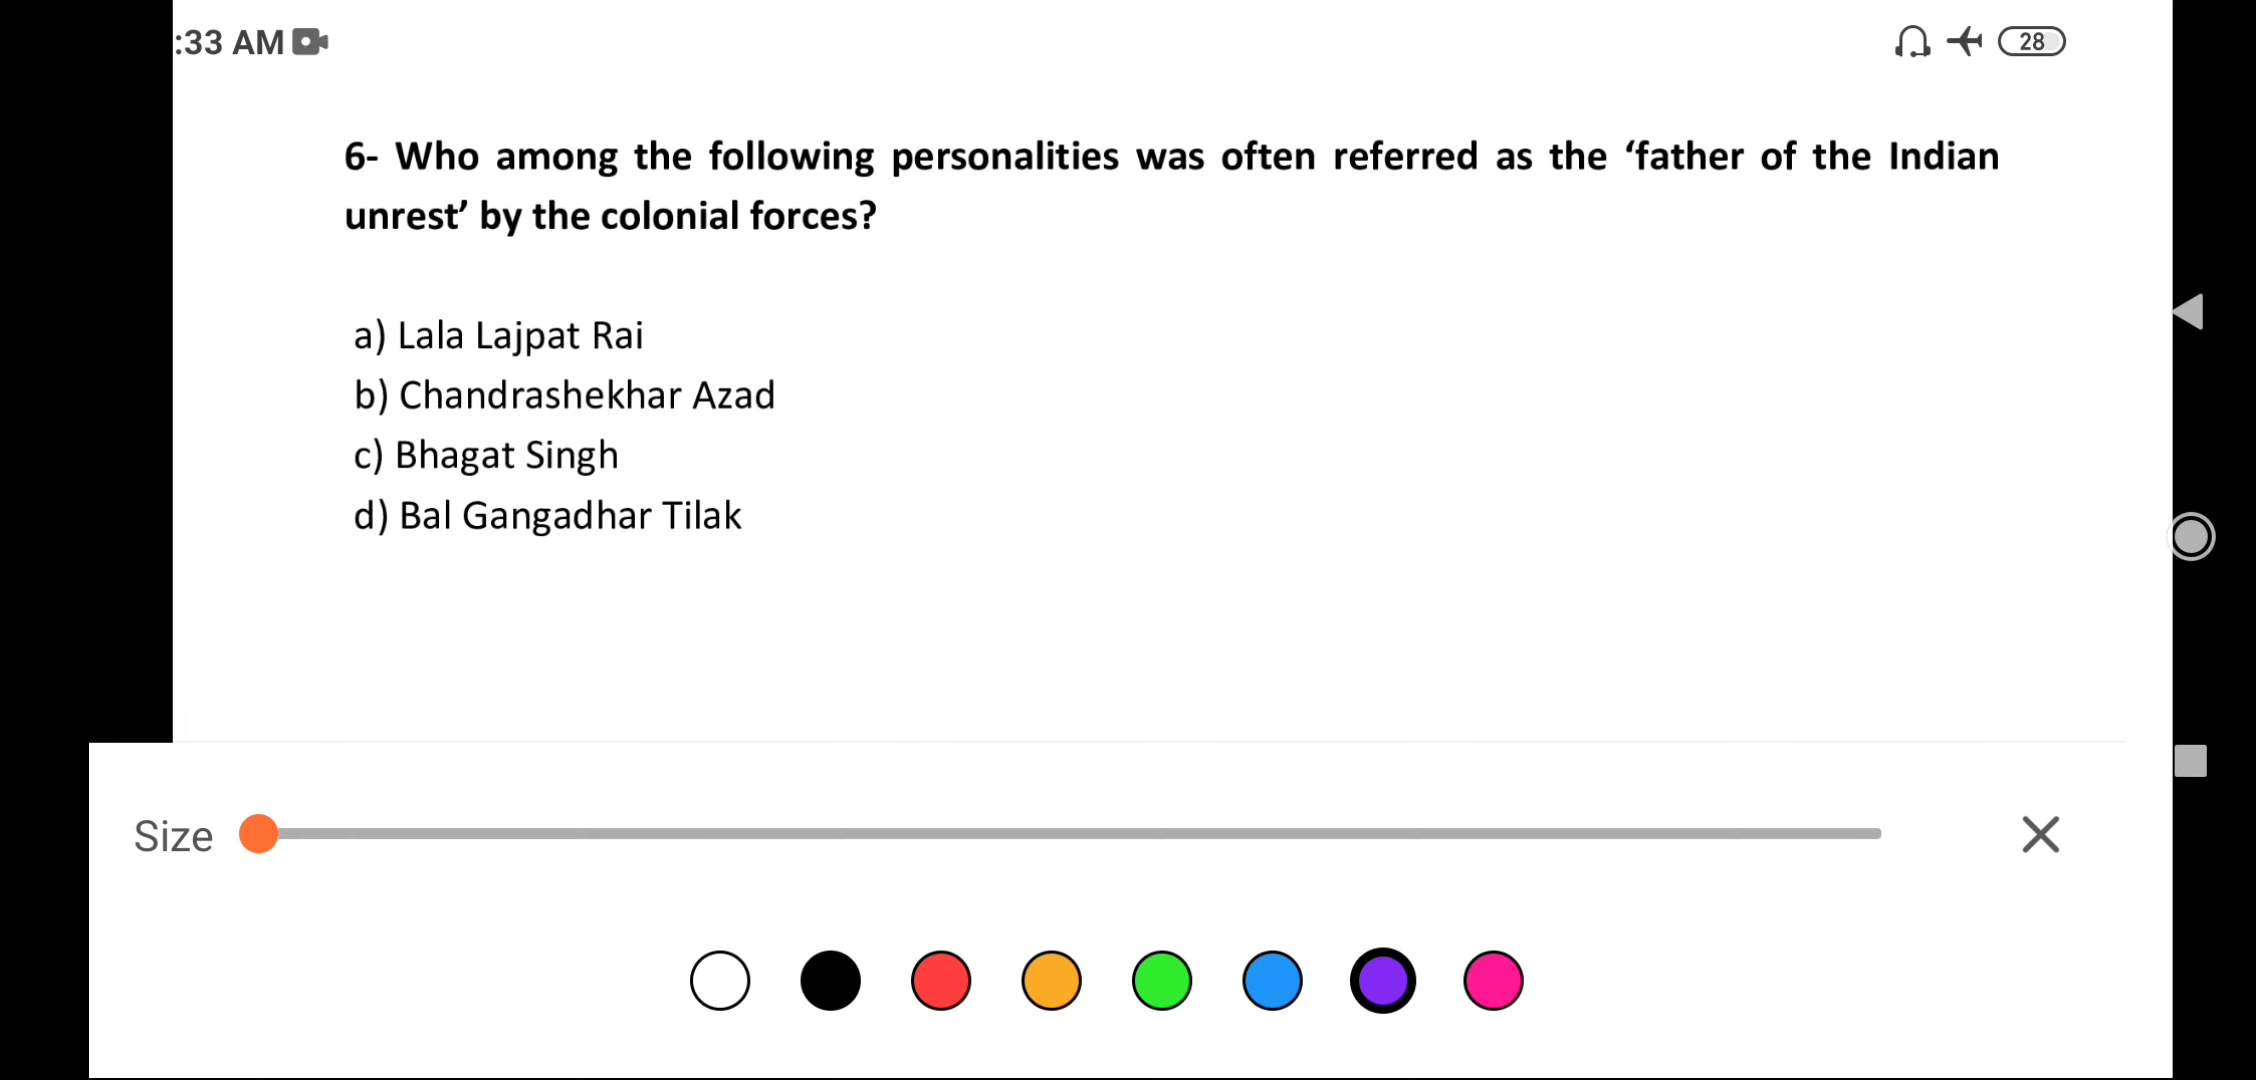 :33 AM
28
6- Who among the following personalities was often referred as the ‘father of the Indian
unrest’ by the colonial forces?
a) Lala Lajpat Rai
b) Chandrashekhar Azad
c) Bhagat Singh
d) Bal Gangadhar Tilak
Size